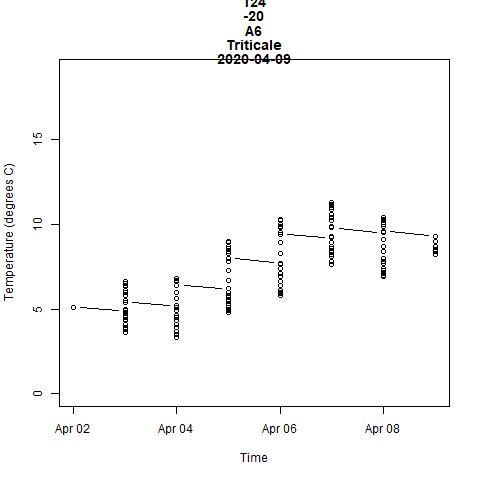 124
-20
A6
Triticale
2020-04-09
15
10
5
0
Temperature (degrees C)
Apr 02
Apr 04
Apr 06
Apr 08
Time